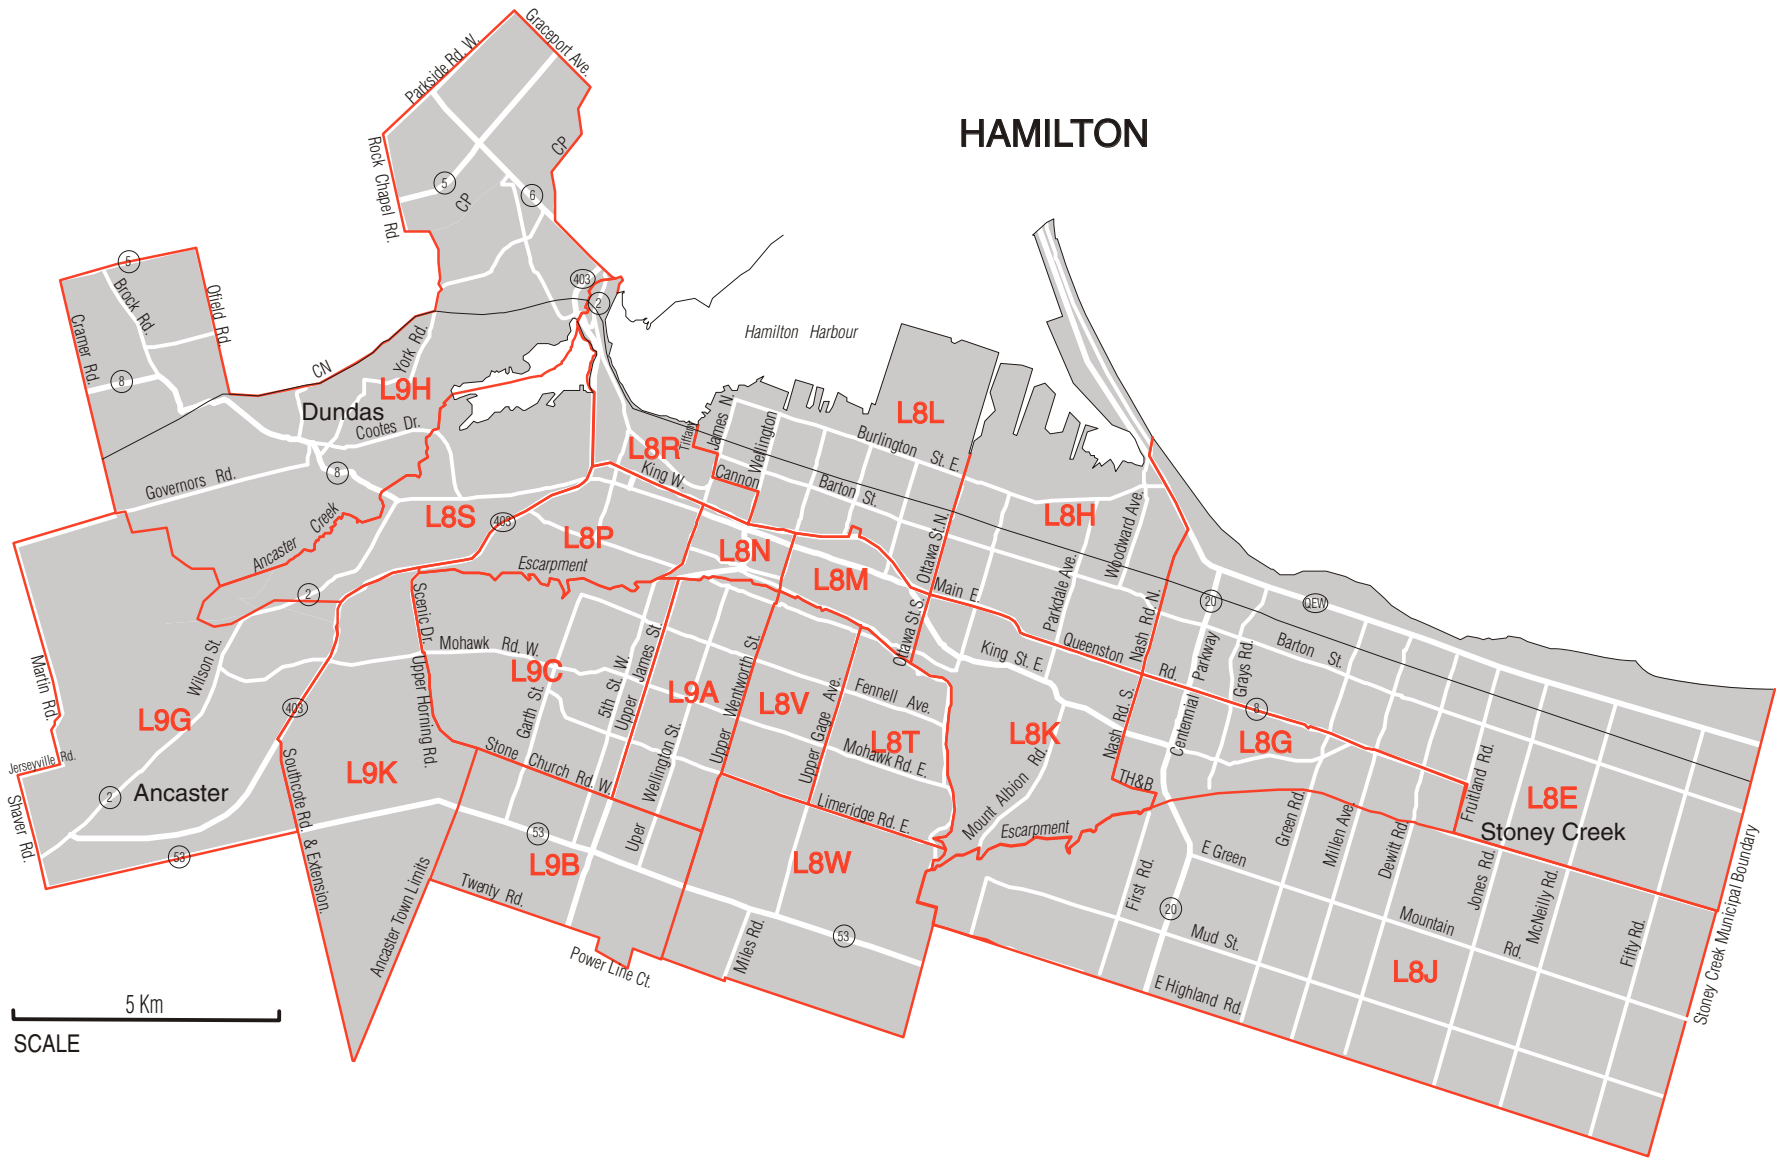 HAMILTON
Graceport Ave.
Parkside Rd. W.
CP
Rock Chapel Rd.
5
CP
6
5
Brock Rd.
Ofield Rd.
Cramer Rd.
8
403
2
Hamilton Harbour
CN
York Rd.
L9H
Dundas
Cootes Dr.
8
Governors Rd.
Ancaster Creek
L8S
403
L8R
Tiffany
James N.
Wellington
King W.
Cannon
L8L
Burlington St. E.
Barton St.
L8P
Escarpment
L8N
L8M
Ottawa St. N.
Main E.
L8H
Woodward Ave.
Parkdale Ave.
Nash Rd. N.
20
QEW
2
Scenic Dr.
Mohawk Rd. W.
L9C
Wilson St.
Martin Rd.
L9G
403
Upper Horning Rd.
Garth St.
5th St. W.
Upper James St.
L9A
Upper Wentworth St.
L8V
Upper Gage Ave.
Fennell Ave.
Ottawa St. S.
King St. E.
Queenston Rd.
Centennial Parkway
Grays Rd.
Barton St.
8
L8G
L8K
Nash Rd. S.
L8T
Mohawk Rd. E.
Jerseyville Rd.
Shaver Rd.
2
Ancaster
L9K
Southcote Rd. & Extension.
Stone Church Rd. W.
Upper Wellington St.
Limeridge Rd. E.
Mount Albion Rd.
TH&B
Escarpment
Green Rd.
Millen Ave.
Dewitt Rd.
Fruitland Rd.
L8E
Stoney Creek
53
53
L9B
L8W
Twenty Rd.
Ancaster Town Limits
Power Line Ct.
Miles Rd.
53
First Rd.
20
E Green Mountain Rd.
Mud St.
Jones Rd.
McNeilly Rd.
Fifty Rd.
Stoney Creek Municipal Boundary
L8J
E Highland Rd.
5 Km
SCALE